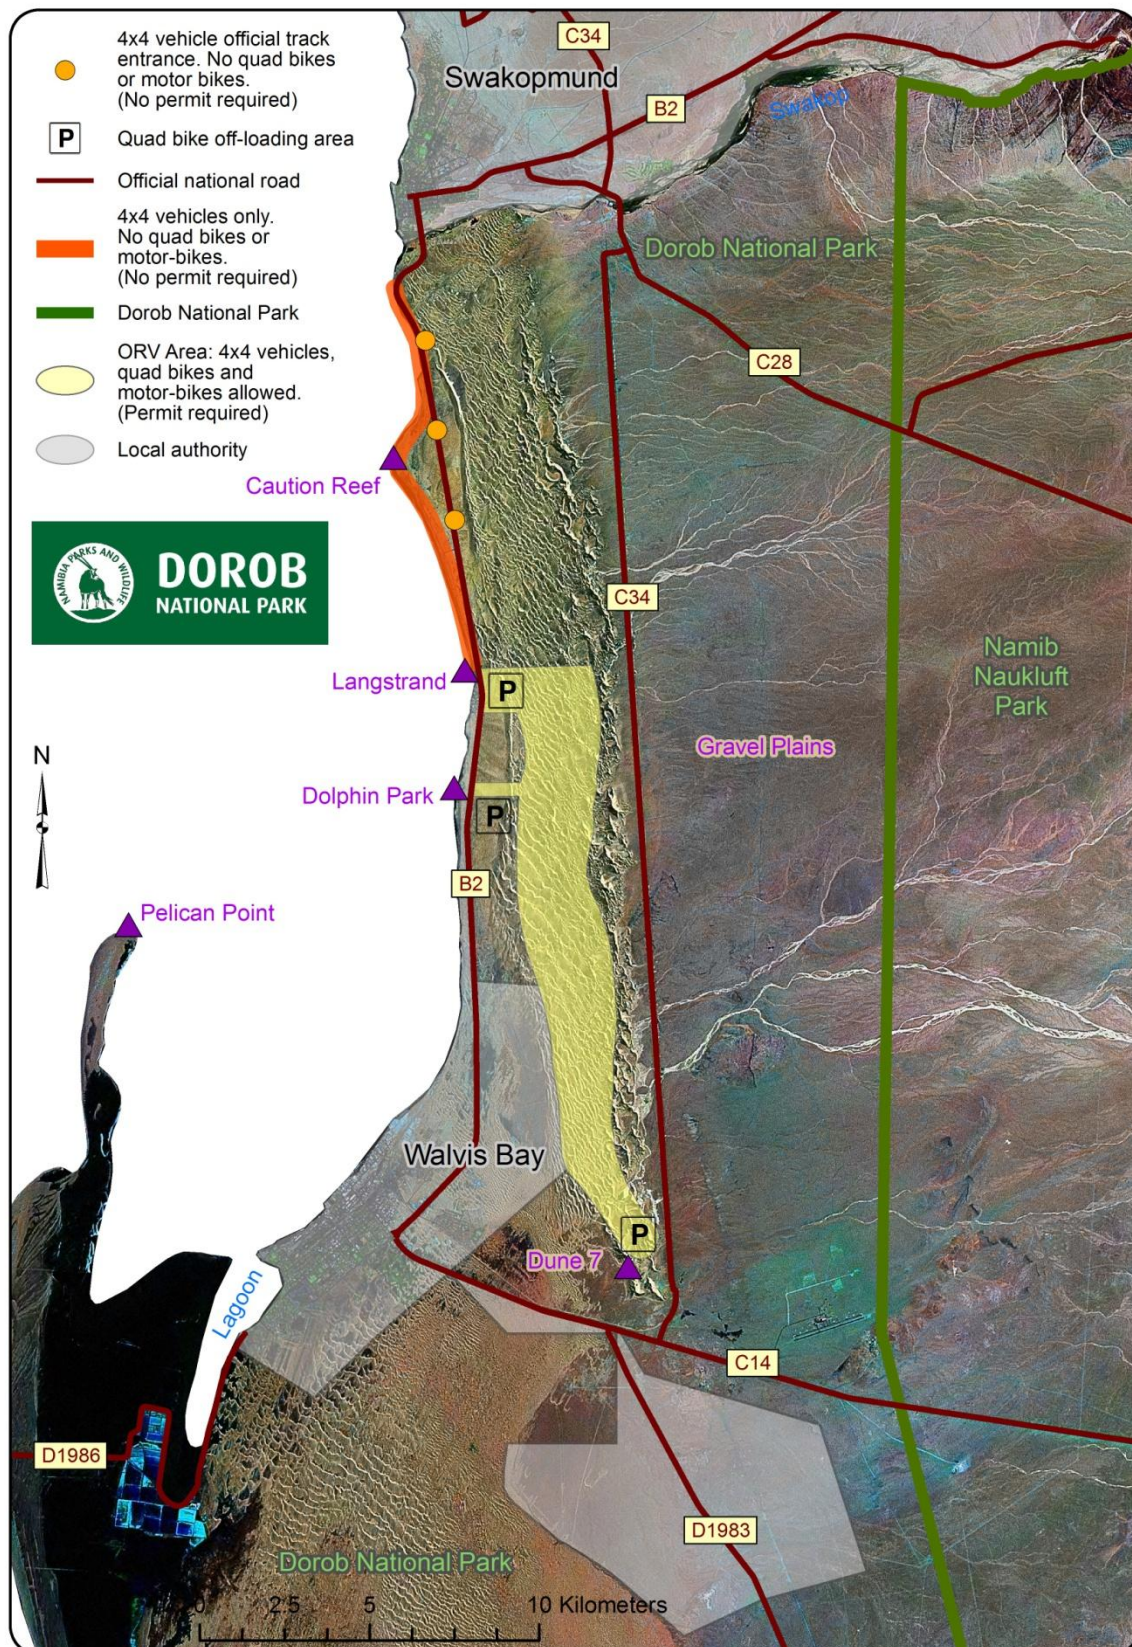 4x4 vehicle official track
entrance. No quad bikes
or motor bikes.
(No permit required)
P
Quad bike off-loading area
Official national road
4x4 vehicles only.
No quad bikes or
motor-bikes.
(No permit required)
Dorob National Park
ORV Area: 4x4 vehicles,
quad bikes and
motor-bikes allowed.
(Permit required)
Local authority
NAMIBIA PARKS AND WILDLIFE
DOROB
NATIONAL PARK
C34
Swakopmund
B2
Swakop
Dorob National Park
C28
Caution Reef
C34
Namib
Naukluft
Park
Langstrand
P
Gravel Plains
N
Dolphin Park
P
B2
Pelican Point
Walvis Bay
P
Dune 7
Lagoon
C14
D1986
D1983
Dorob National Park
0 2.5 5 10 Kilometers